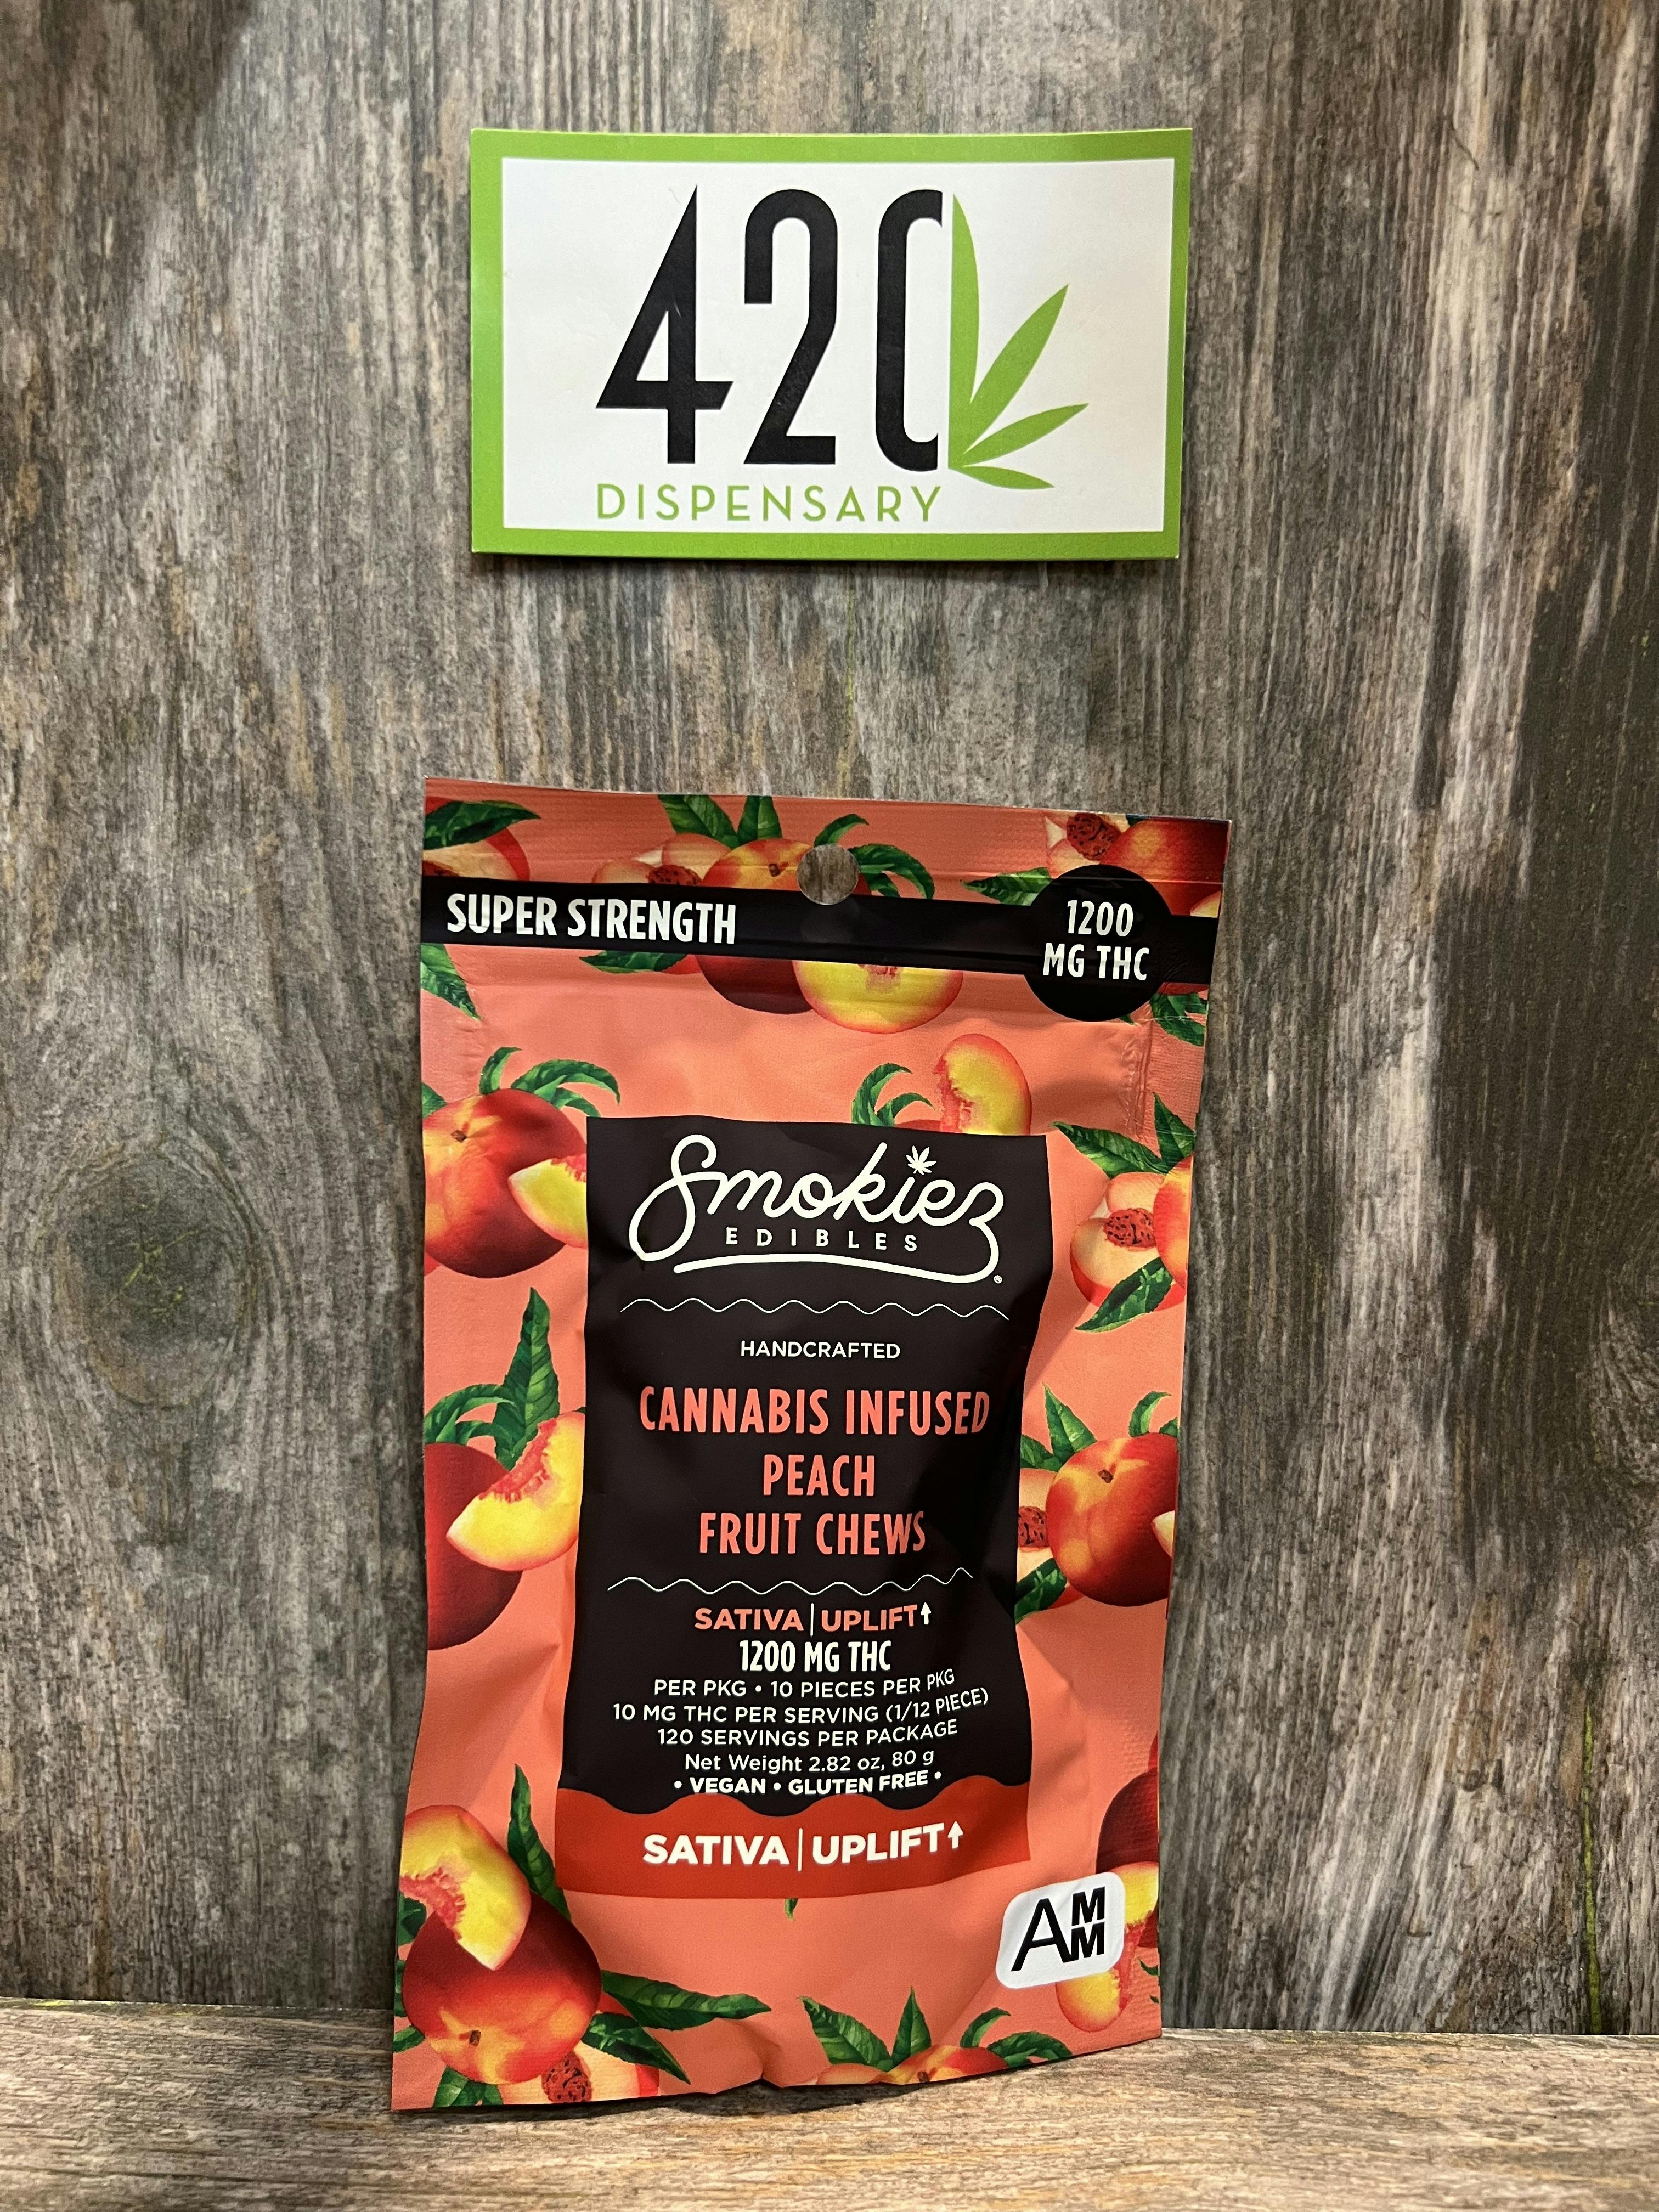 420
DISPENSARY
SUPER STRENGTH
1200
MG THC
Smokiez
EDIBLES
®
HANDCRAFTED
CANNABIS INFUSED
PEACH
FRUIT CHEWS
SATIVA | UPLIFT↑
1200 MG THC
PER PKG • 10 PIECES PER PKG
10 MG THC PER SERVING (1/12 PIECE)
120 SERVINGS PER PACKAGE
Net Weight 2.82 oz, 80 g
• VEGAN • GLUTEN FREE •
SATIVA | UPLIFT↑
AMM